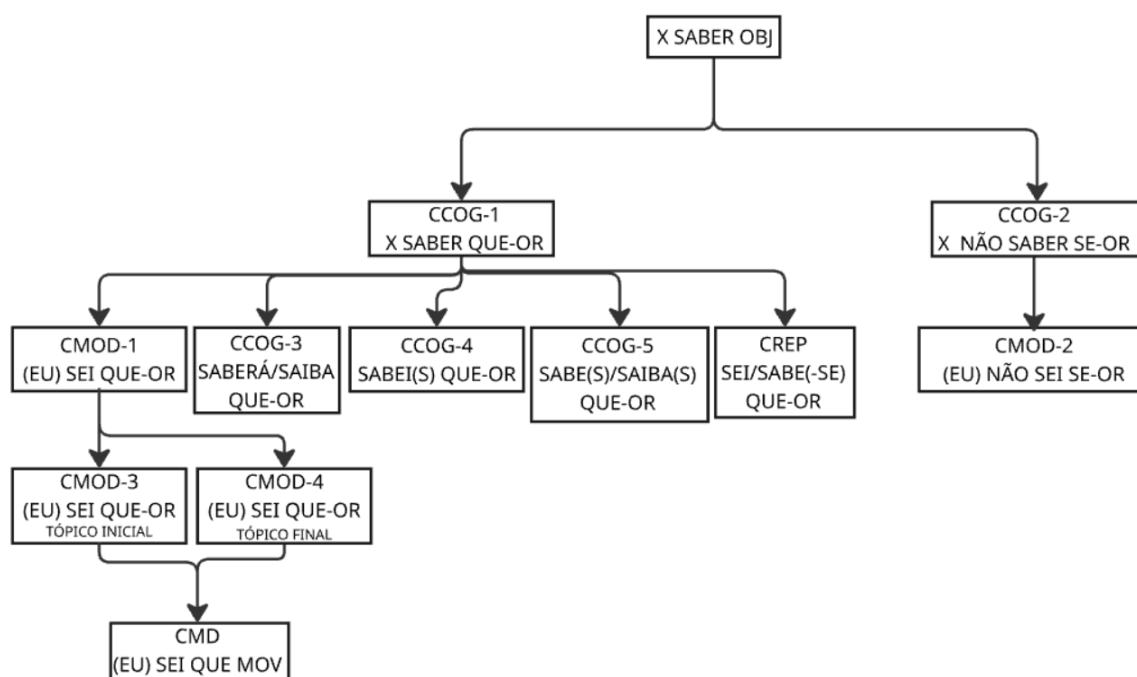 X SABER OBJ
CCOG-1
X SABER QUE-OR
CCOG-2
X NÃO SABER SE-OR
CMOD-1
(EU) SEI QUE-OR
CCOG-3
SABERÁ/SAIBA
QUE-OR
CCOG-4
SABEI(S) QUE-OR
CCOG-5
SABE(S)/SAIBA(S)
QUE-OR
CREP
SEI/SABE(-SE)
QUE-OR
CMOD-2
(EU) NÃO SEI SE-OR
CMOD-3
(EU) SEI QUE-OR
TÓPICO INICIAL
CMOD-4
(EU) SEI QUE-OR
TÓPICO FINAL
CMD
(EU) SEI QUE MOV